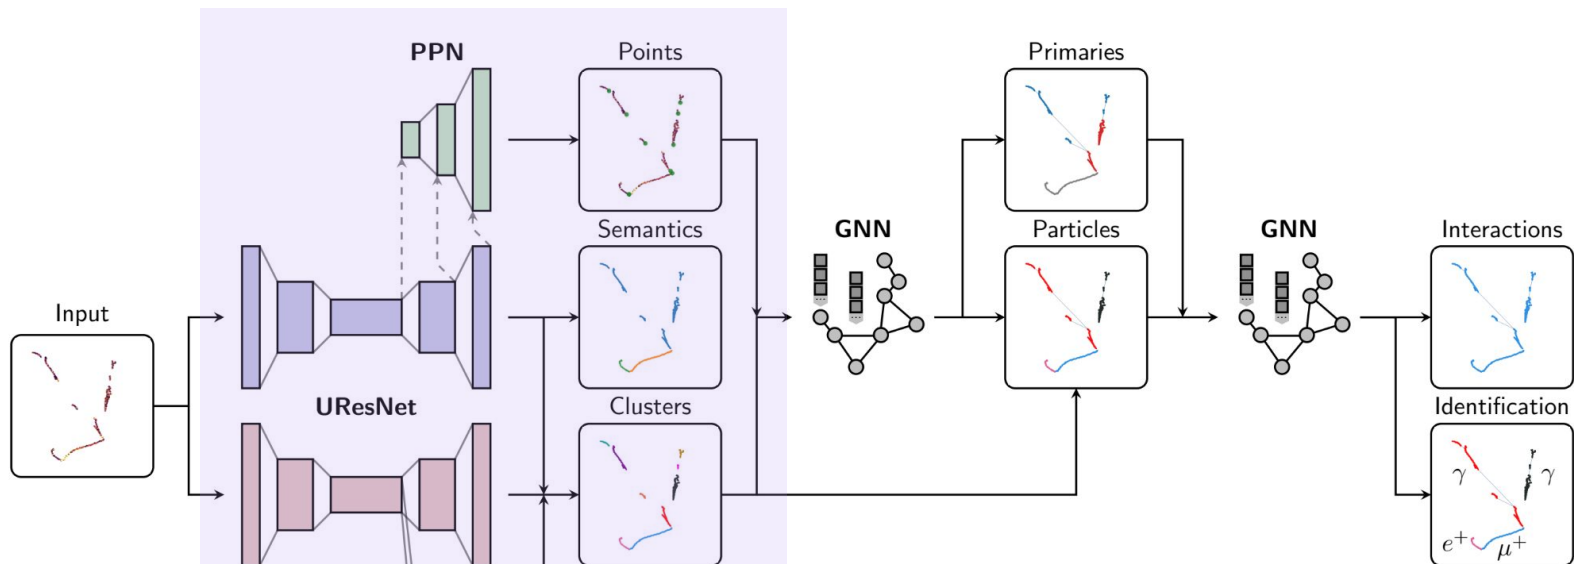 PPN
Points
Primaries
Semantics
GNN
Particles
GNN
Interactions
Input
...
...
...
...
UResNet
Clusters
Identification
γ
γ
e⁺
μ⁺